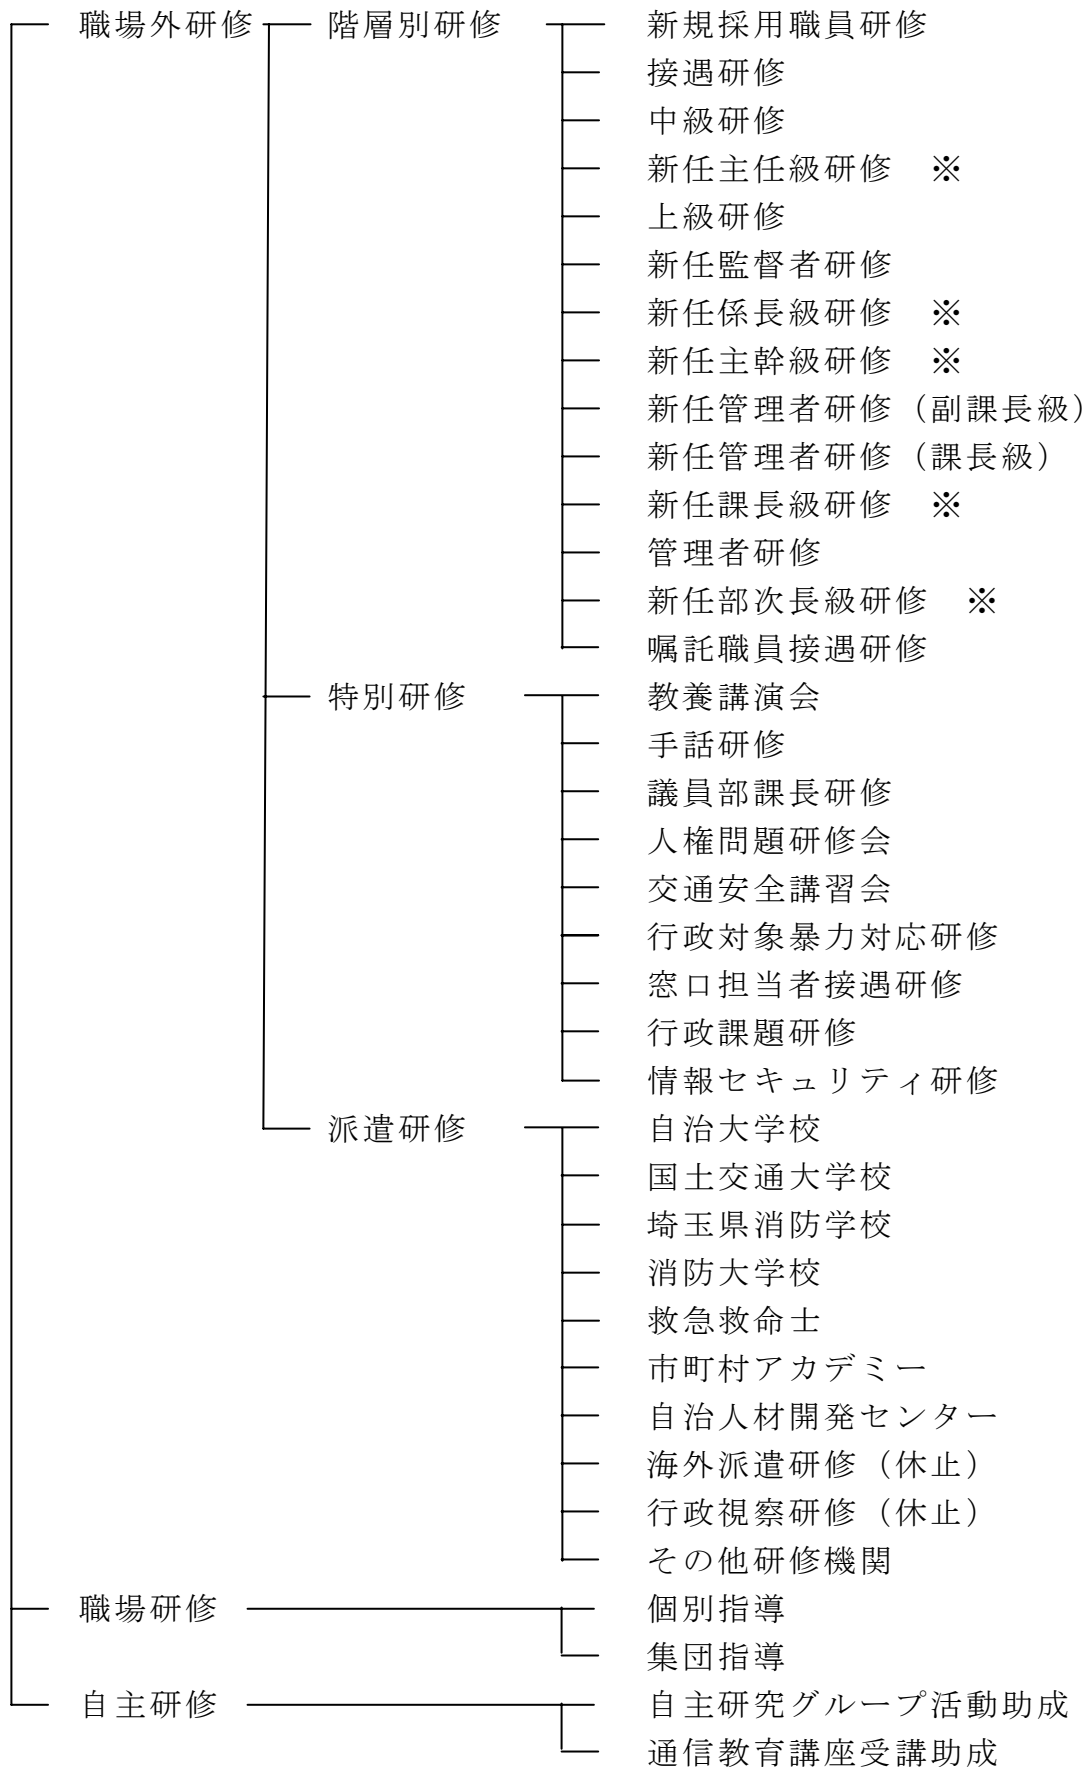 職場外研修 階層別研修 新規採用職員研修
接遇研修
中級研修
新任主任級研修 ※
上級研修
新任監督者研修
新任係長級研修 ※
新任主幹級研修 ※
新任管理者研修（副課長級）
新任管理者研修（課長級）
新任課長級研修 ※
管理者研修
新任部次長級研修 ※
嘱託職員接遇研修
特別研修 教養講演会
手話研修
議員部課長研修
人権問題研修会
交通安全講習会
行政対象暴力対応研修
窓口担当者接遇研修
行政課題研修
情報セキュリティ研修
派遣研修 自治大学校
国土交通大学校
埼玉県消防学校
消防大学校
救急救命士
市町村アカデミー
自治人材開発センター
海外派遣研修（休止）
行政視察研修（休止）
その他研修機関
職場研修 個別指導
集団指導
自主研修 自主研究グループ活動助成
通信教育講座受講助成